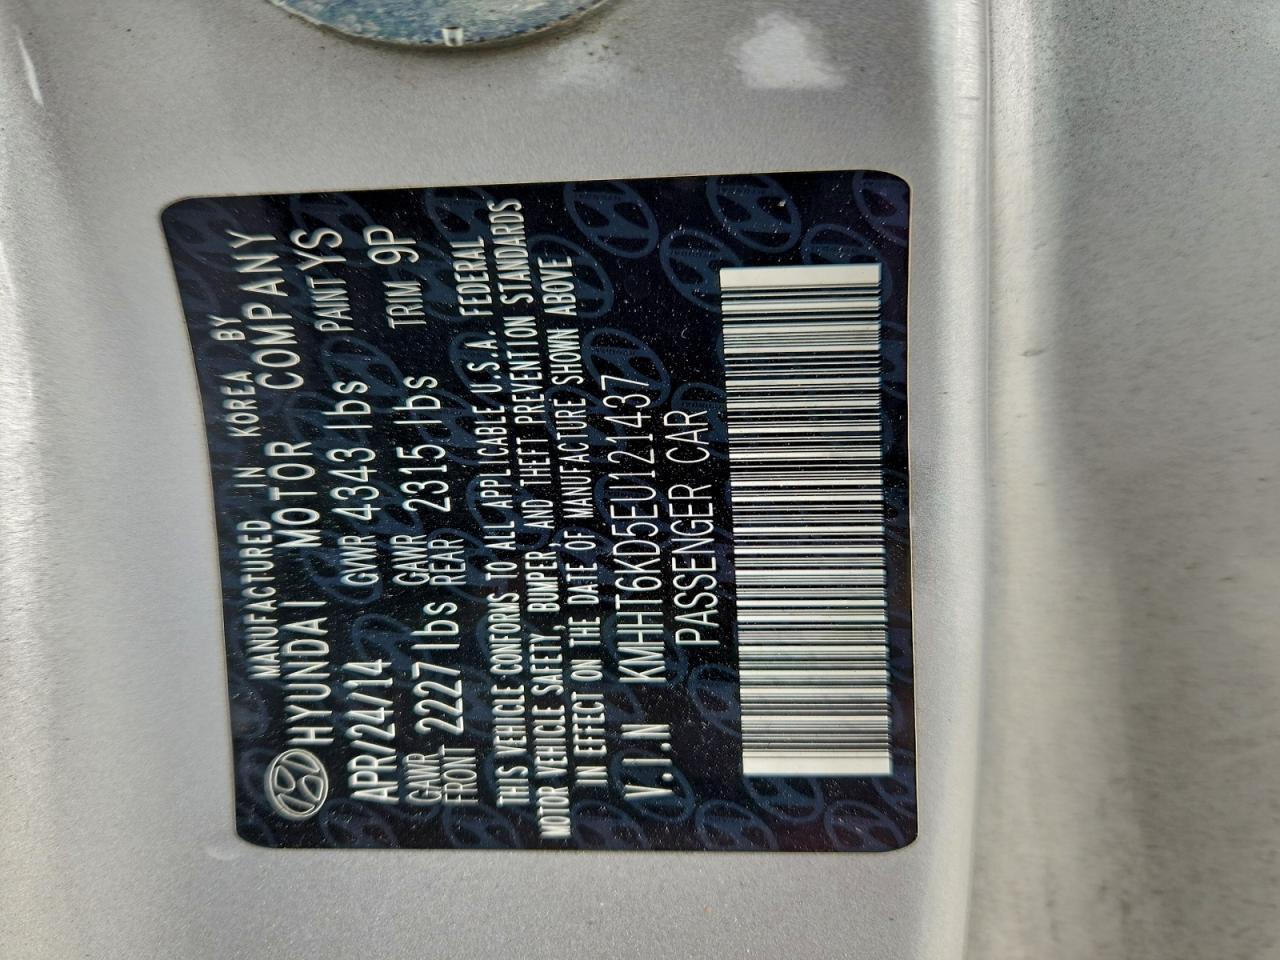 MANUFACTURED IN KOREA BY
HYUNDAI MOTOR COMPANY
APR/24/14 GVWR 4343 lbs PAINT YS
GAWR FRONT 2227 lbs GAWR REAR 2315 lbs TRIM 9P
THIS VEHICLE CONFORMS TO ALL APPLICABLE U.S.A. FEDERAL
MOTOR VEHICLE SAFETY, BUMPER, AND THEFT PREVENTION STANDARDS
IN EFFECT ON THE DATE OF MANUFACTURE SHOWN ABOVE
V.I.N KMHHT6KD5EU121437
PASSENGER CAR